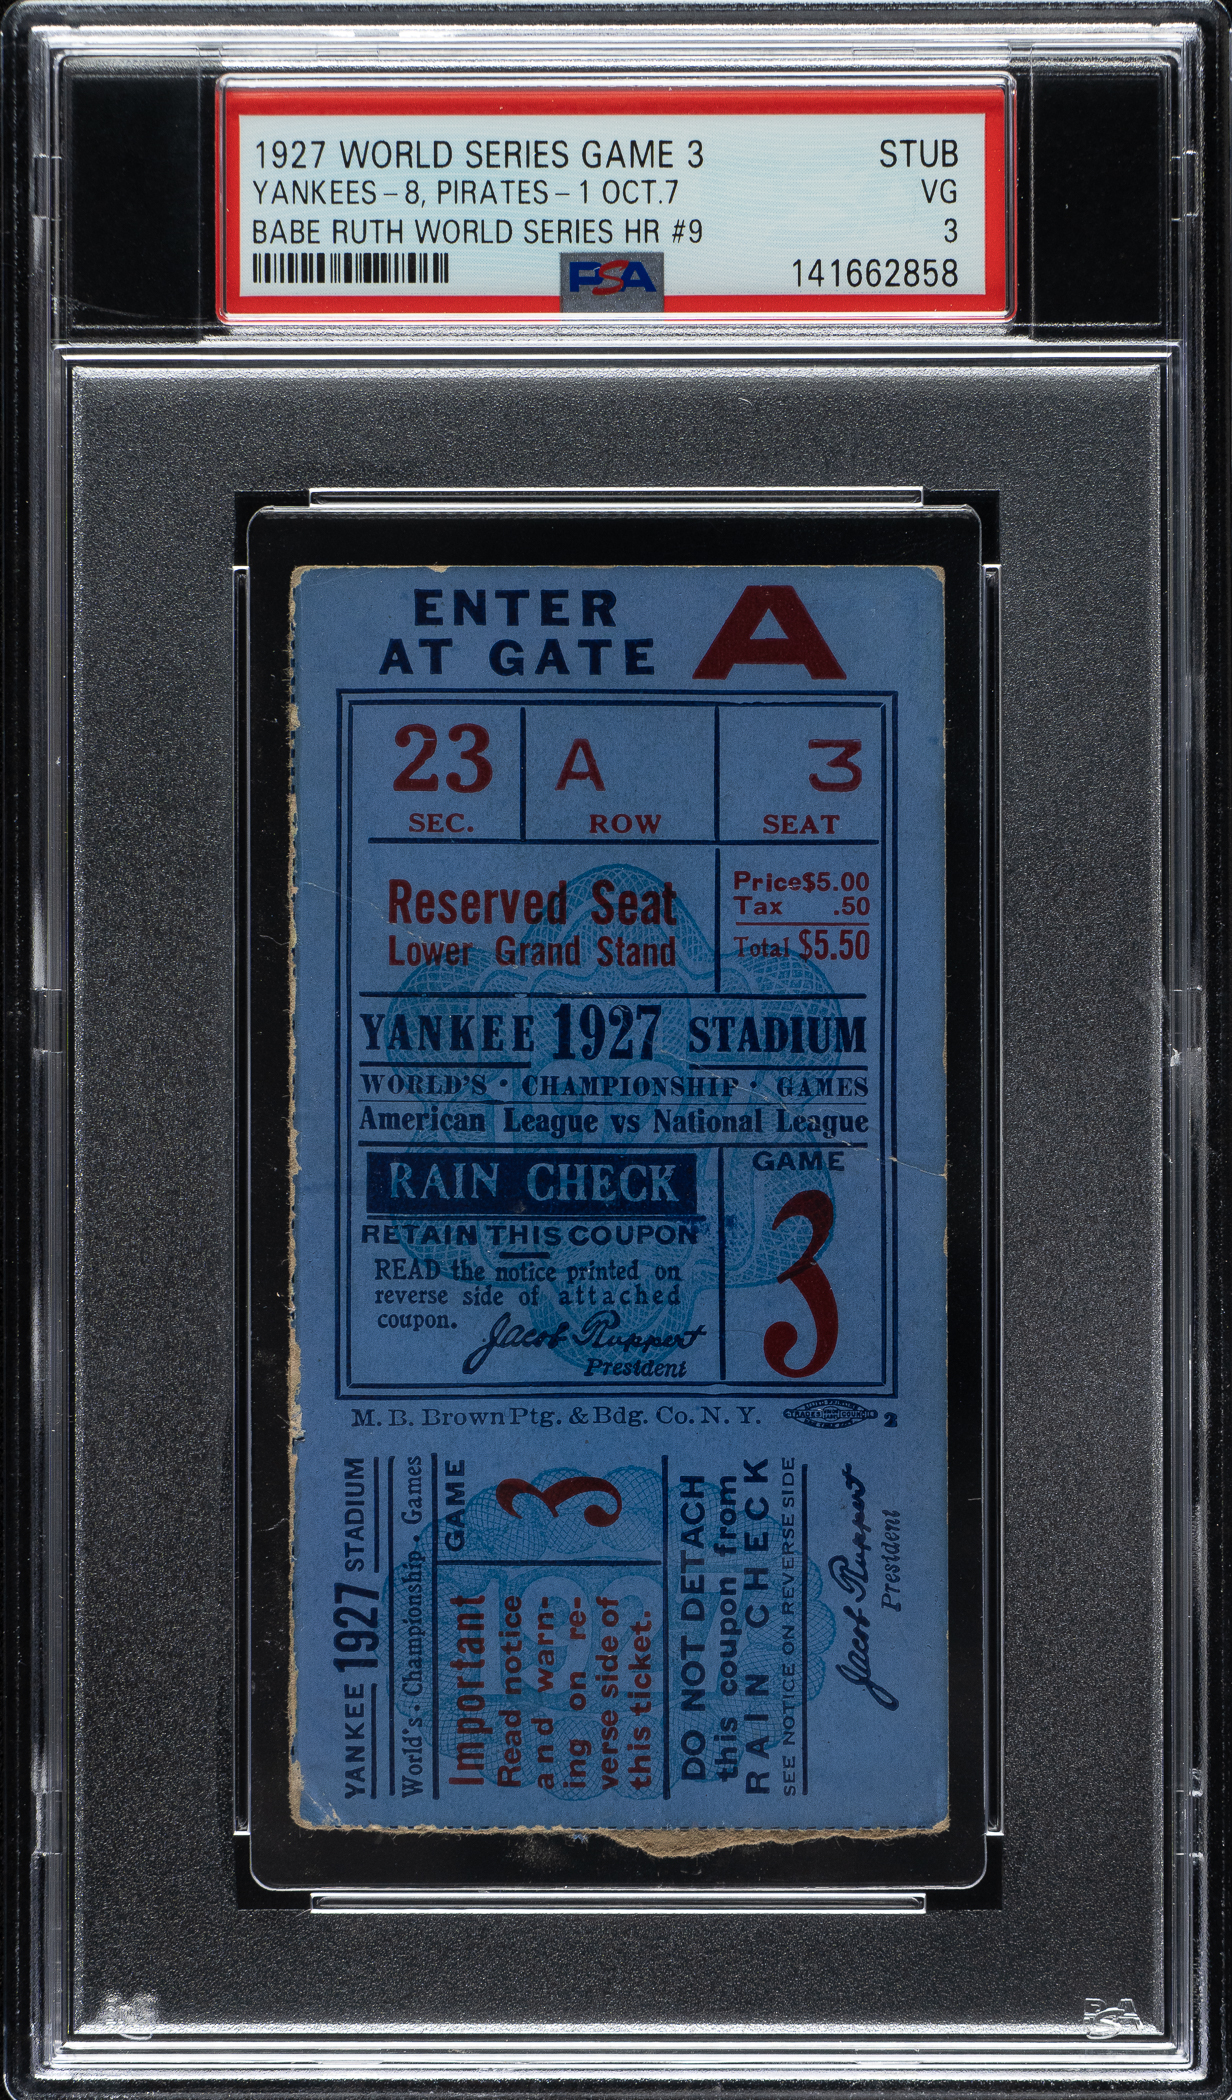 1927 WORLD SERIES GAME 3 STUB
YANKEES-8, PIRATES-1 OCT.7 VG
BABE RUTH WORLD SERIES HR #9 3
PSA 141662858
ENTER
AT GATE A
23 A 3
SEC. ROW SEAT
Reserved Seat
Lower Grand Stand
Price $5.00
Tax .50
Total $5.50
YANKEE 1927 STADIUM
WORLD'S · CHAMPIONSHIP · GAMES
American League vs National League
RAIN CHECK
RETAIN THIS COUPON
READ the notice printed on
reverse side of attached
coupon.
Jacob Ruppert
President
GAME
3
M. B. Brown Ptg. & Bdg. Co. N. Y. 2
YANKEE 1927 STADIUM
World's · Championship · Games
GAME 3
Important
Read notice
and warn-
ing on re-
verse side of
this ticket.
DO NOT DETACH
this coupon from
RAIN CHECK
SEE NOTICE ON REVERSE SIDE
Jacob Ruppert
President
PSA